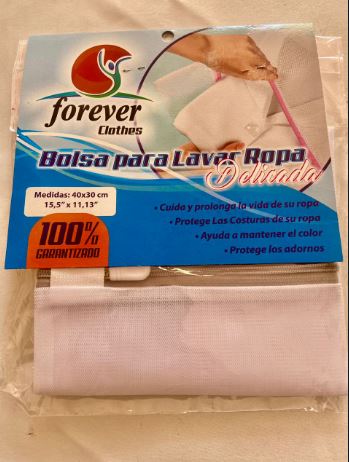 forever
Clothes
Bolsa para Lavar Ropa
Delicada
Medidas: 40x30 cm
15,5" x 11,13"
100%
GARANTIZADO
• Cuida y prolonga la vida de su ropa
• Protege Las Costuras de su ropa
• Ayuda a mantener el color
• Protege los adornos